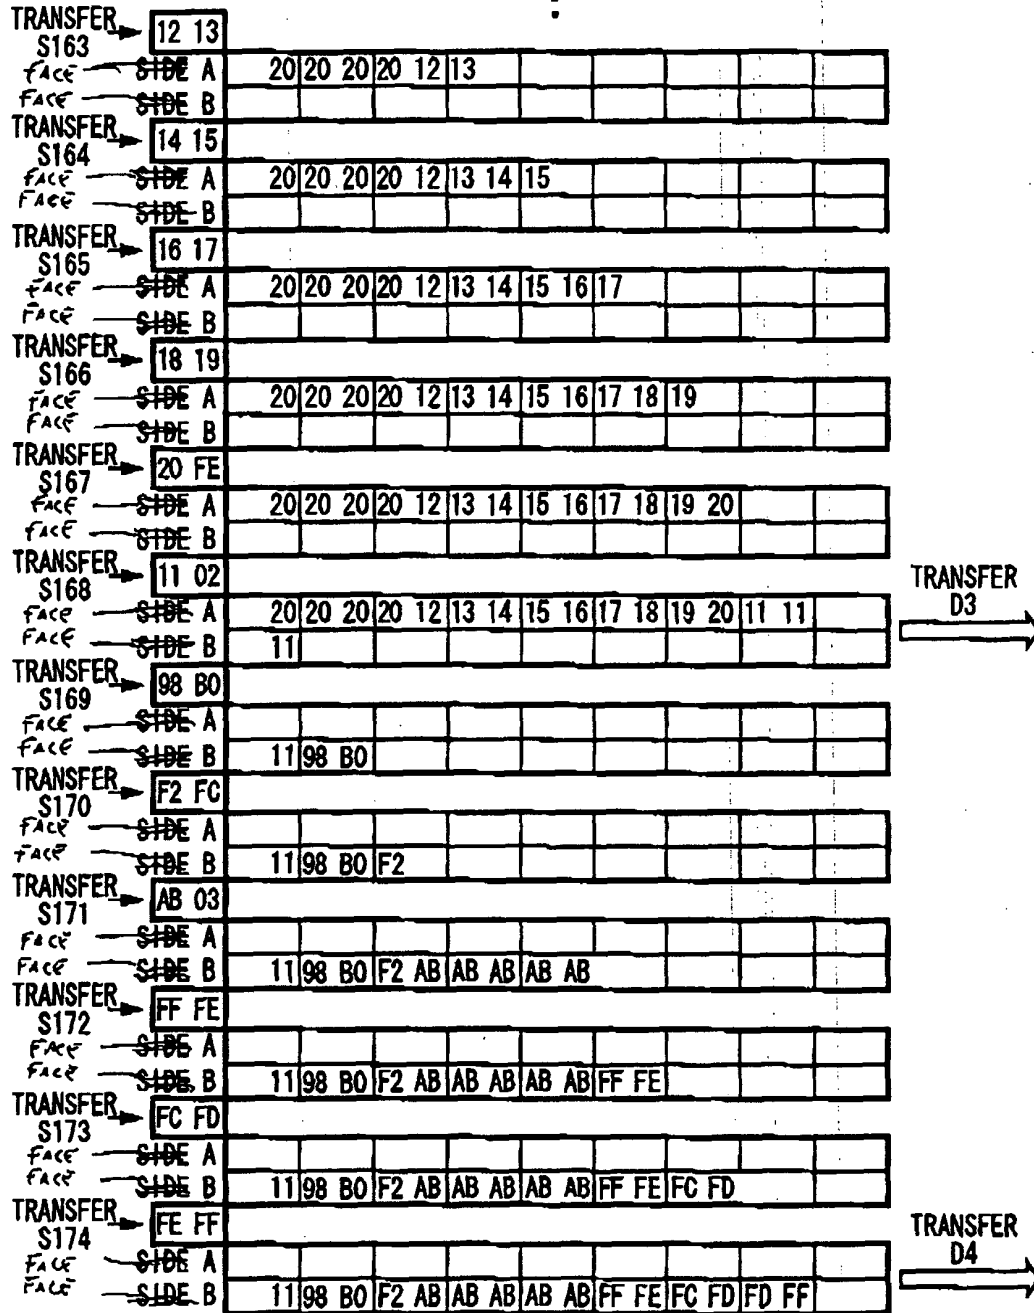 TRANSFER S163 → 12 13
FACE SIDE A 20 20 20 20 12 13
FACE SIDE B
TRANSFER S164 → 14 15
FACE SIDE A 20 20 20 20 12 13 14 15
FACE SIDE B
TRANSFER S165 → 16 17
FACE SIDE A 20 20 20 20 12 13 14 15 16 17
FACE SIDE B
TRANSFER S166 → 18 19
FACE SIDE A 20 20 20 20 12 13 14 15 16 17 18 19
FACE SIDE B
TRANSFER S167 → 20 FE
FACE SIDE A 20 20 20 20 12 13 14 15 16 17 18 19 20
FACE SIDE B
TRANSFER S168 → 11 02
FACE SIDE A 20 20 20 20 12 13 14 15 16 17 18 19 20 11 11
TRANSFER D3
FACE SIDE B 11
TRANSFER S169 → 98 B0
FACE SIDE A
FACE SIDE B 11 98 B0
TRANSFER S170 → F2 FC
FACE SIDE A
FACE SIDE B 11 98 B0 F2
TRANSFER S171 → AB 03
FACE SIDE A
FACE SIDE B 11 98 B0 F2 AB AB AB AB AB
TRANSFER S172 → FF FE
FACE SIDE A
FACE SIDE B 11 98 B0 F2 AB AB AB AB AB FF FE
TRANSFER S173 → FC FD
FACE SIDE A
FACE SIDE B 11 98 B0 F2 AB AB AB AB AB FF FE FC FD
TRANSFER S174 → FE FF
FACE SIDE A
TRANSFER D4
FACE SIDE B 11 98 B0 F2 AB AB AB AB AB FF FE FC FD FD FF